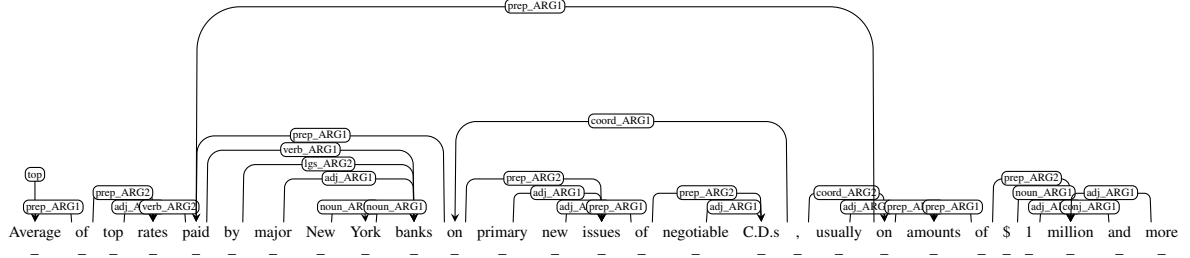 prep_ARG1
coord_ARG1
prep_ARG1
verb_ARG1
lgs_ARG2
top adj_ARG1 prep_ARG2 prep_ARG2
prep_ARG2 adj_ARG1 prep_ARG2 coord_ARG2 noun_ARG1 adj_ARG1
prep_ARG1 verb_ARG2 noun_ARG1 prep_ARG1 adj_ARG1 prep_ARG1 conj_ARG1
Average of top rates paid by major New York banks on primary new issues of negotiable C.D.s , usually on amounts of $ 1 million and more
_ _ _ _ _ _ _ _ _ _ _ _ _ _ _ _ _ _ _ _ _ _ _ _ _ _ _